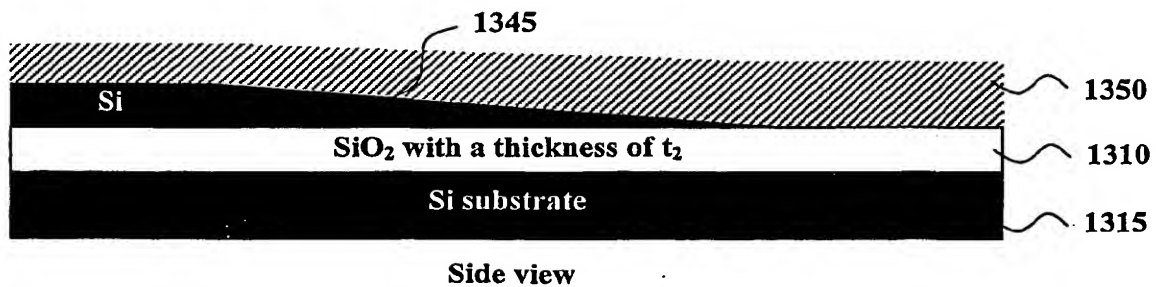 1345
1350
Si
SiO₂ with a thickness of t₂
1310
Si substrate
1315
Side view